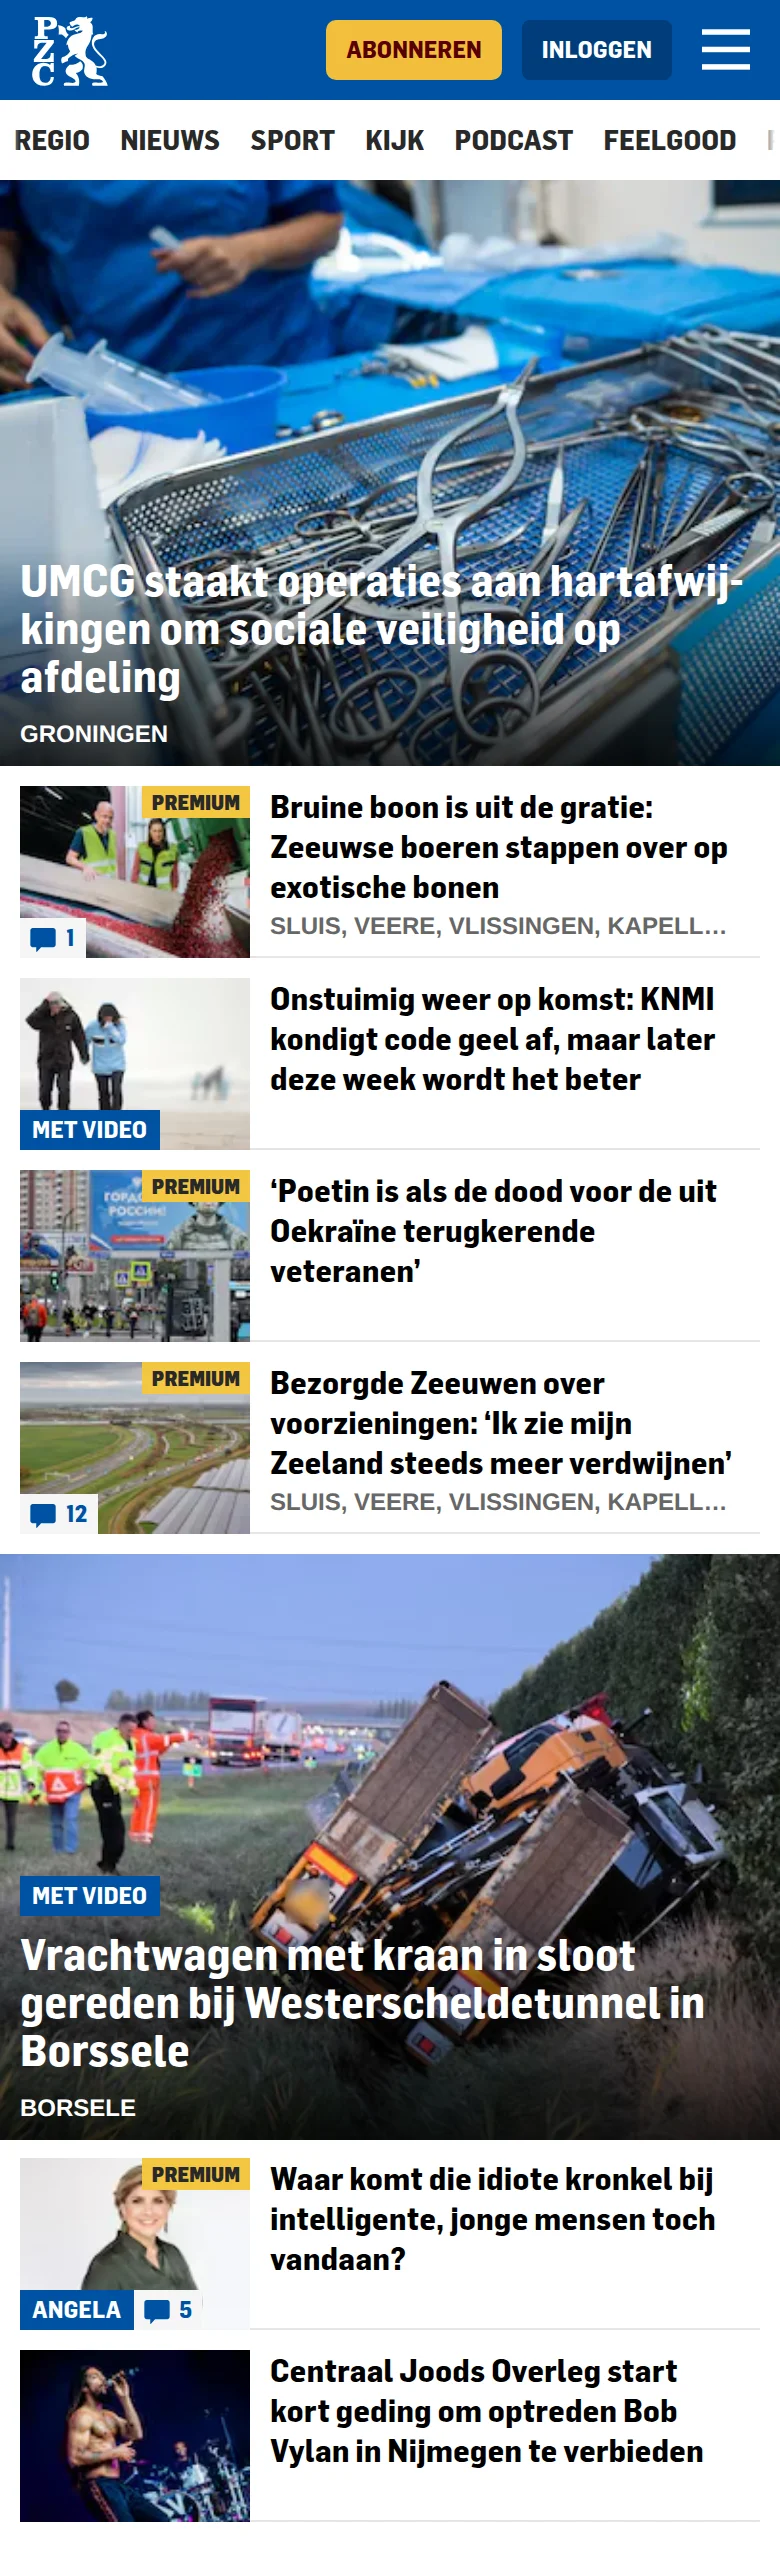 PZC
ABONNEREN
INLOGGEN
REGIO NIEUWS SPORT KIJK PODCAST FEELGOOD
UMCG staakt operaties aan hartafwij-
kingen om sociale veiligheid op
afdeling
GRONINGEN
PREMIUM
1
Bruine boon is uit de gratie:
Zeeuwse boeren stappen over op
exotische bonen
SLUIS, VEERE, VLISSINGEN, KAPELL...
MET VIDEO
Onstuimig weer op komst: KNMI
kondigt code geel af, maar later
deze week wordt het beter
PREMIUM
РОССИИ!
‘Poetin is als de dood voor de uit
Oekraïne terugkerende
veteranen’
PREMIUM
12
Bezorgde Zeeuwen over
voorzieningen: ‘Ik zie mijn
Zeeland steeds meer verdwijnen’
SLUIS, VEERE, VLISSINGEN, KAPELL...
MET VIDEO
Vrachtwagen met kraan in sloot
gereden bij Westerscheldetunnel in
Borssele
BORSELE
PREMIUM
ANGELA
5
Waar komt die idiote kronkel bij
intelligente, jonge mensen toch
vandaan?
Centraal Joods Overleg start
kort geding om optreden Bob
Vylan in Nijmegen te verbieden